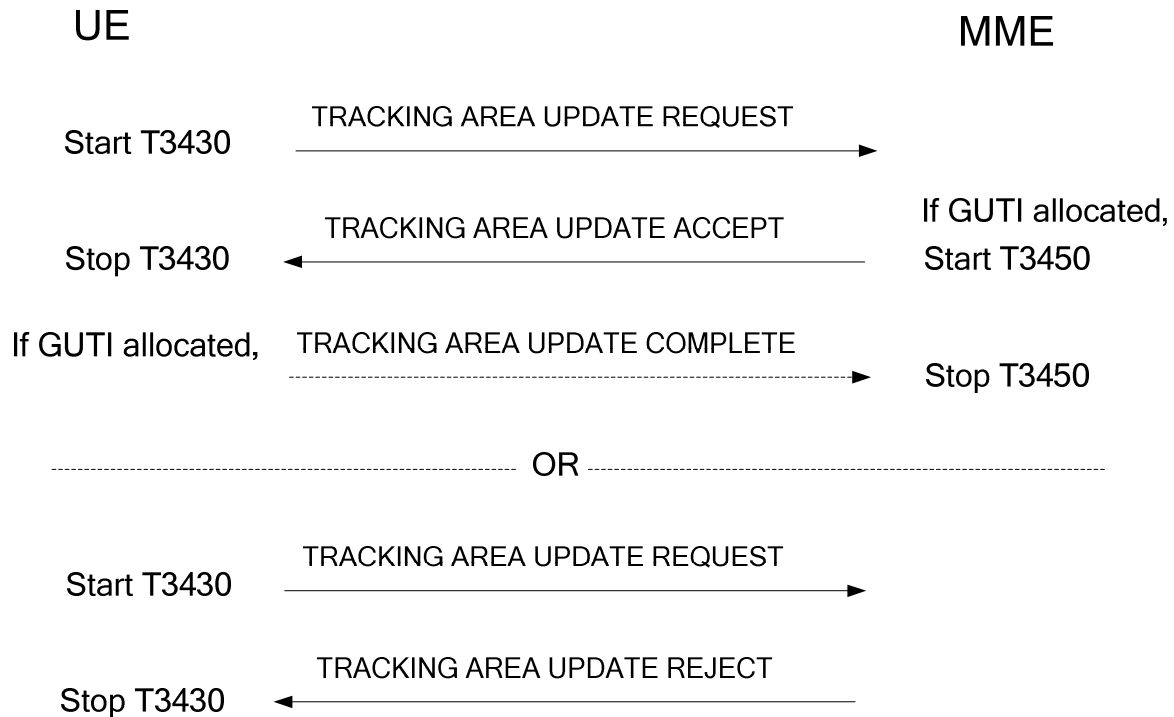 UE
MME
TRACKING AREA UPDATE REQUEST
Start T3430
If GUTI allocated,
TRACKING AREA UPDATE ACCEPT
Stop T3430
Start T3450
If GUTI allocated,
TRACKING AREA UPDATE COMPLETE
Stop T3450
OR
TRACKING AREA UPDATE REQUEST
Start T3430
TRACKING AREA UPDATE REJECT
Stop T3430